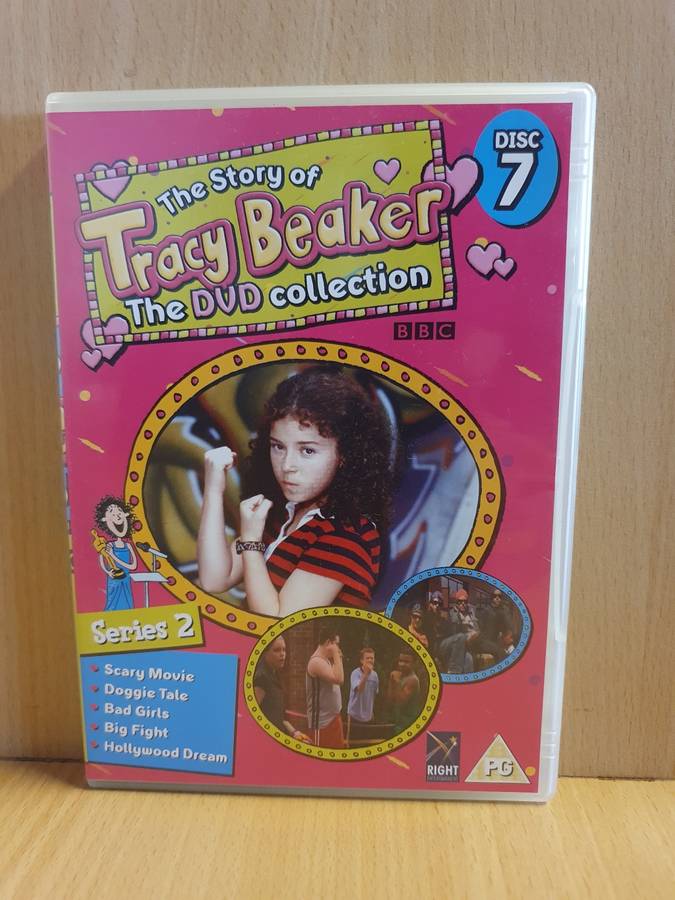 DISC
7
The Story of
Tracy Beaker
The DVD collection
BBC
Series 2
Scary Movie
Doggie Tale
Bad Girls
Big Fight
Hollywood Dream
RIGHT
PG